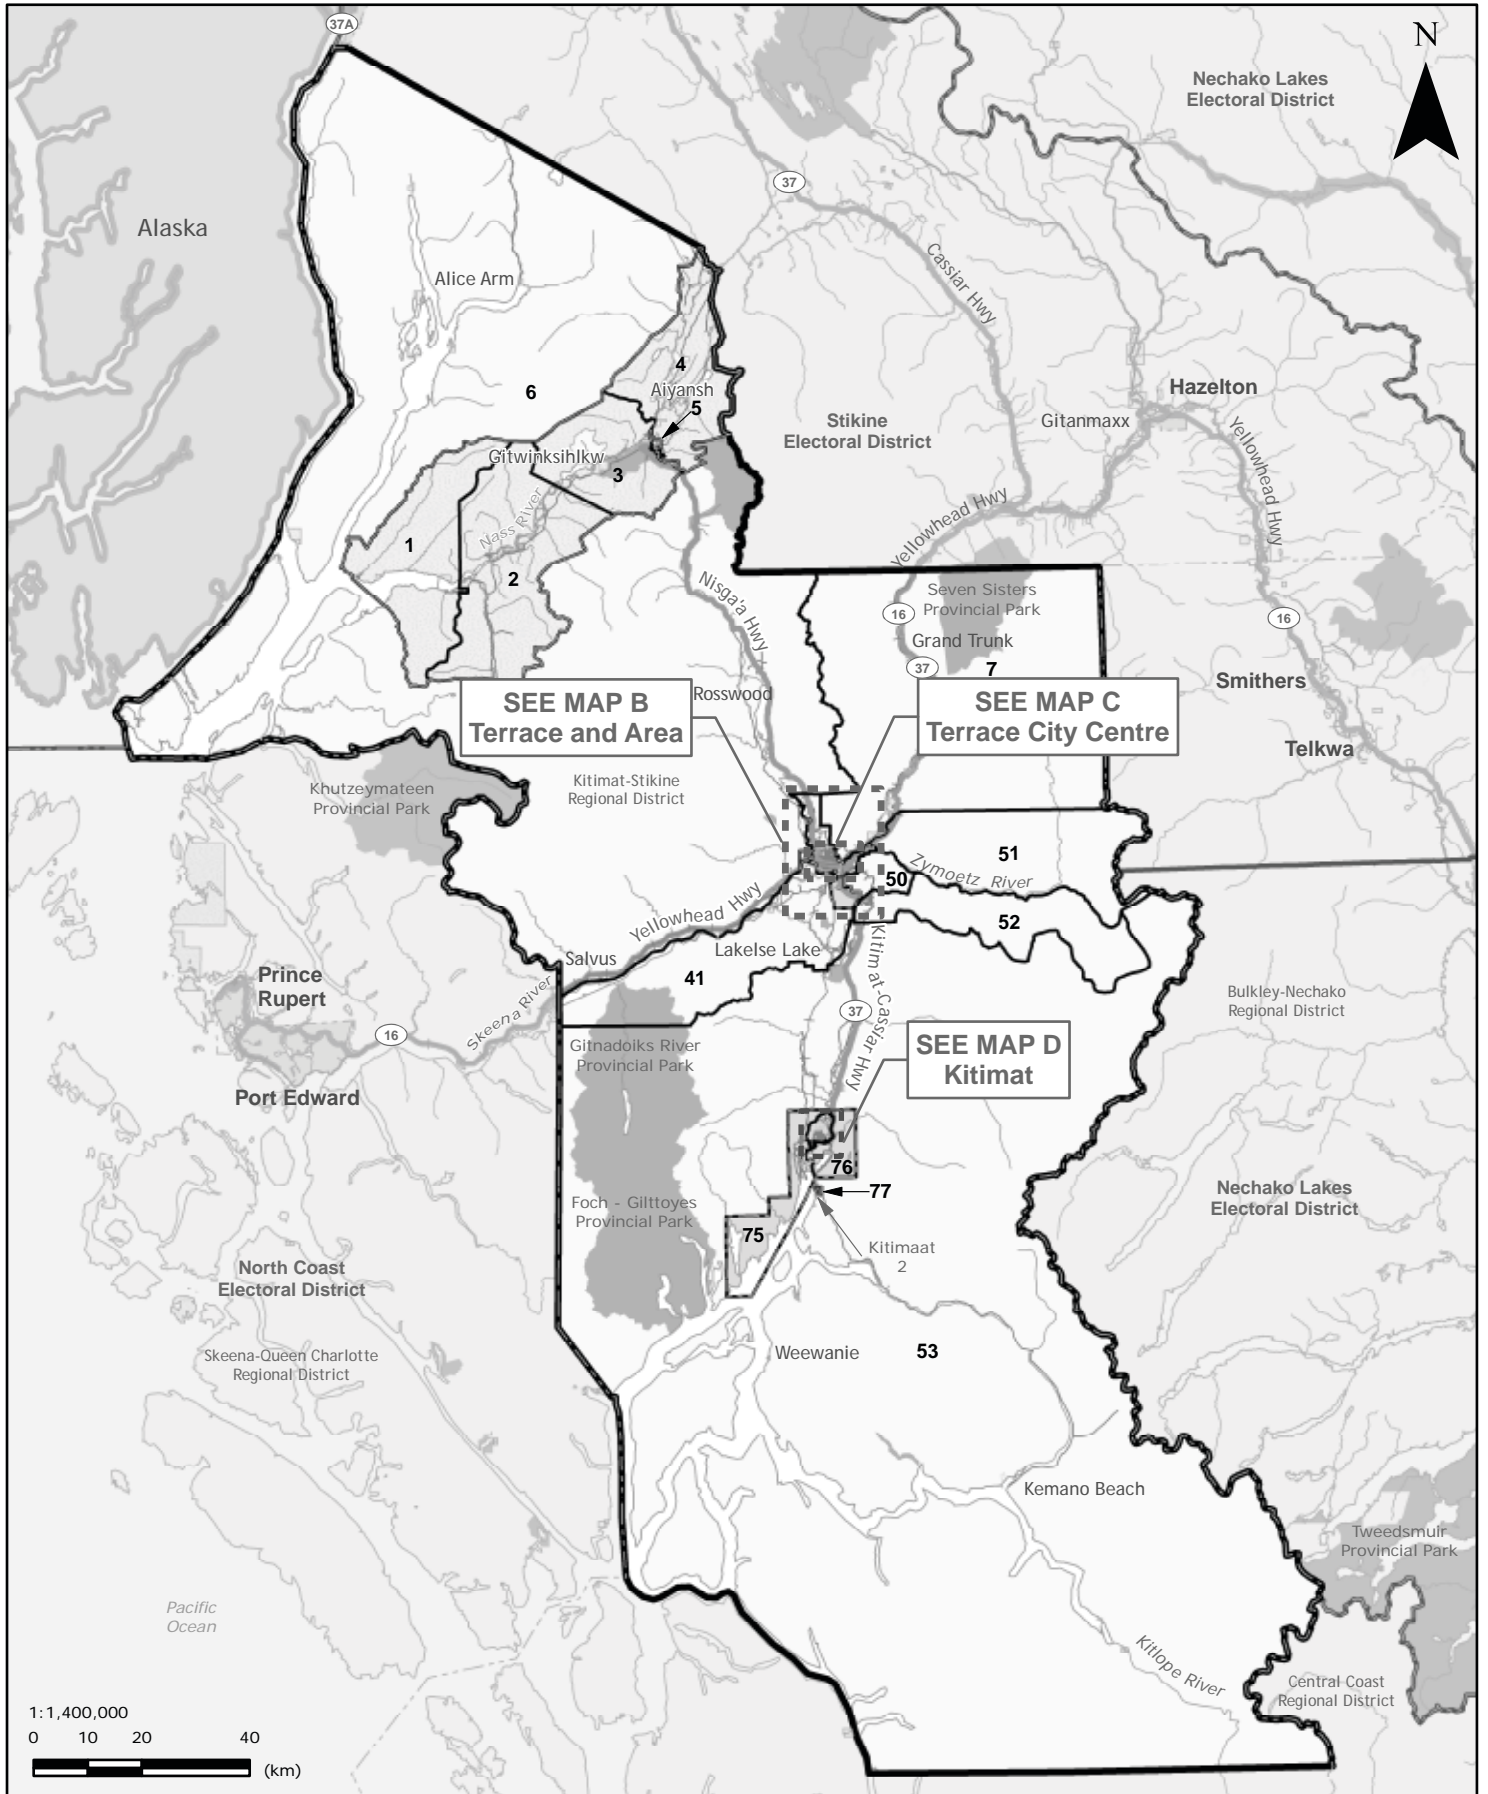 37A
N
Nechako Lakes
Electoral District
37
Alaska
Cassiar Hwy
Alice Arm
4
Aiyansh
5
6
Hazelton
Gitanmaxx
Stikine
Electoral District
Yellowhead Hwy
Gitwinksihlkw
3
Nass River
Yellowhead Hwy
1
2
Nisga'a Hwy
Seven Sisters
Provincial Park
16
16
Grand Trunk
37
7
Smithers
SEE MAP B
Terrace and Area
Rosswood
SEE MAP C
Terrace City Centre
Telkwa
Khutzeymateen
Provincial Park
Kitimat-Stikine
Regional District
51
Zymoetz River
50
Yellowhead Hwy
52
Lakelse Lake
Salvus
41
Kitimat-Cassiar Hwy
Prince
Rupert
Skeena River
37
Bulkley-Nechako
Regional District
16
Gitnadoiks River
Provincial Park
SEE MAP D
Kitimat
Port Edward
76
77
Foch - Gilttoyes
Provincial Park
Nechako Lakes
Electoral District
75
Kitimaat
2
North Coast
Electoral District
Weewanie
53
Skeena-Queen Charlotte
Regional District
Kemano Beach
Tweedsmuir
Provincial Park
Pacific
Ocean
Kitlope River
Central Coast
Regional District
1:1,400,000
0 10 20 40
(km)